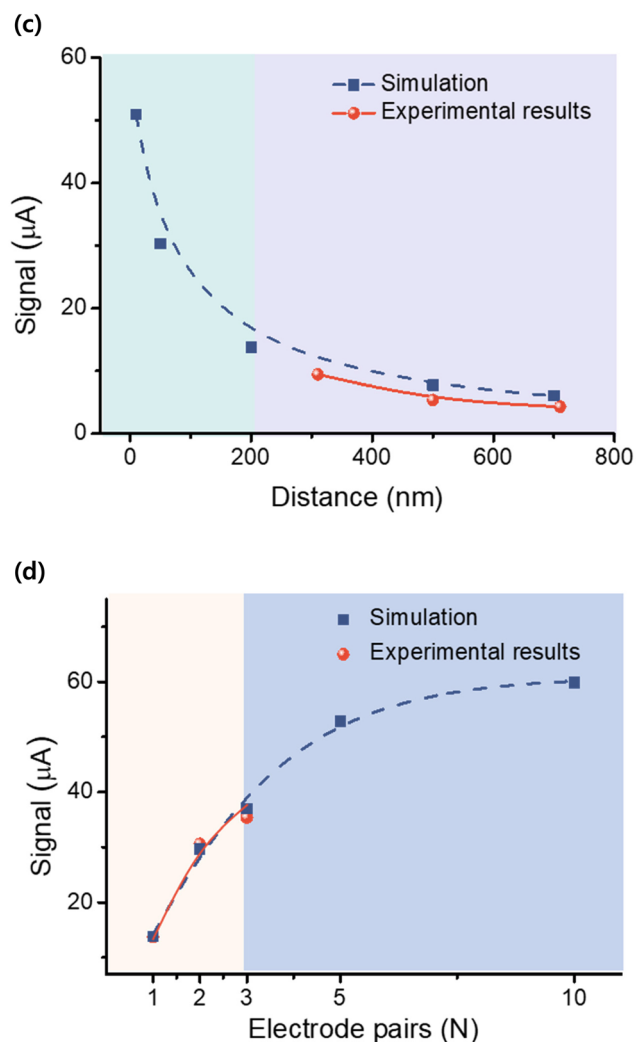 (c)
60
40
20
0
Signal (µA)
Simulation
Experimental results
0 200 400 600 800
Distance (nm)
(d)
60
40
20
Signal (µA)
Simulation
Experimental results
1 2 3 5 10
Electrode pairs (N)